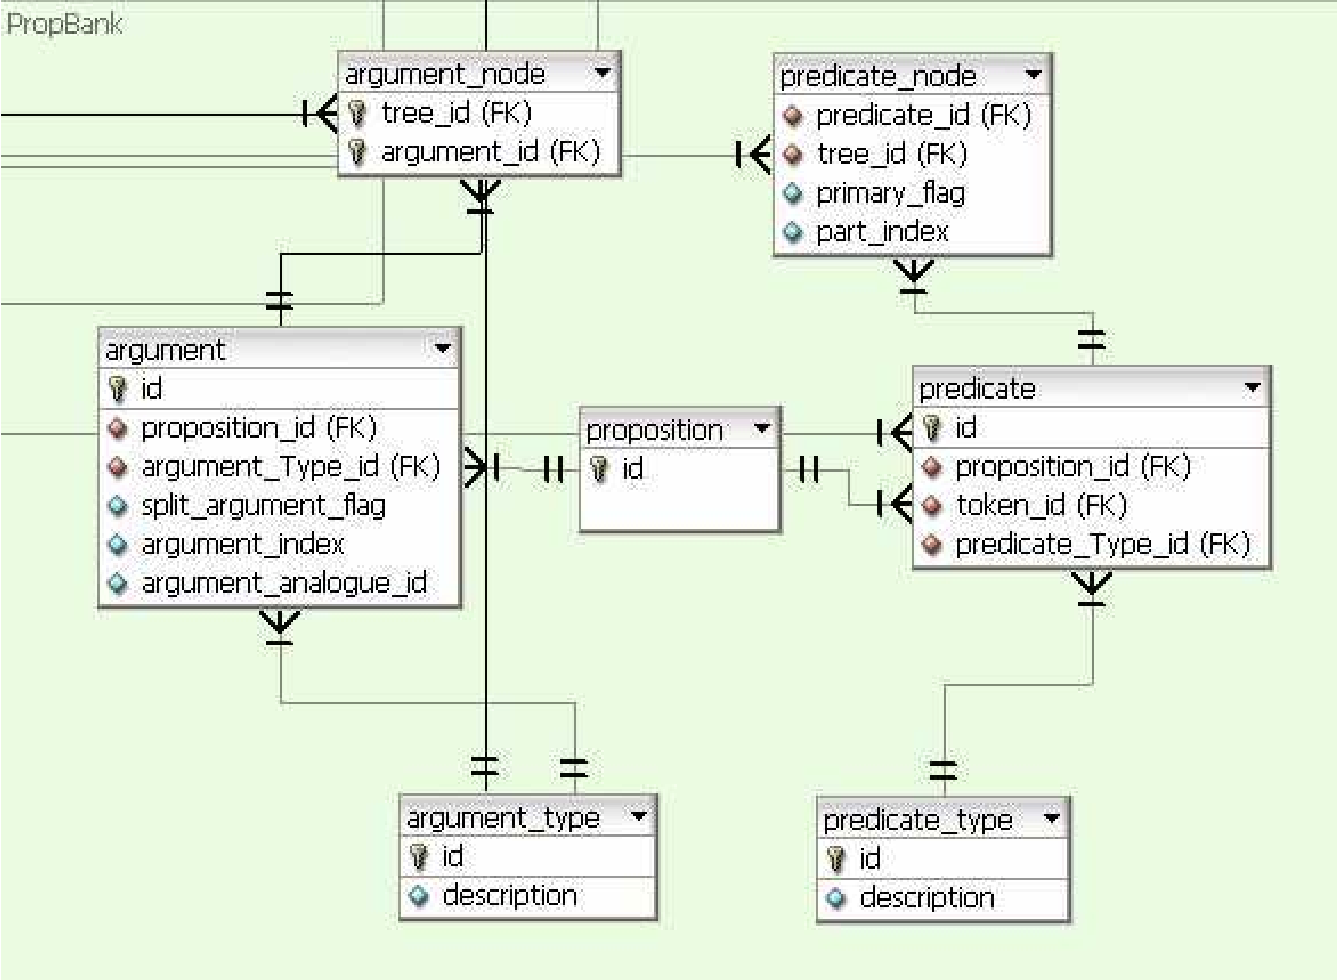 PropBank
argument_node
tree_id (FK)
argument_id (FK)
predicate_node
predicate_id (FK)
tree_id (FK)
primary_flag
part_index
argument
id
proposition_id (FK)
argument_Type_id (FK)
split_argument_flag
argument_index
argument_analogue_id
proposition
id
predicate
id
proposition_id (FK)
token_id (FK)
predicate_Type_id (FK)
argument_type
id
description
predicate_type
id
description